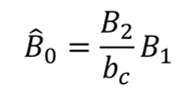 B̂₀ = B₂/b_c B₁